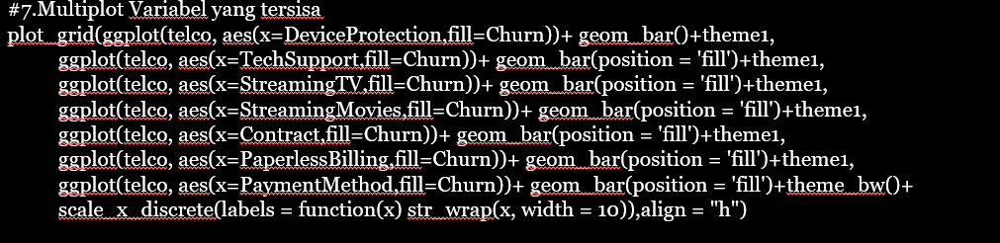 #7.Multiplot Variabel yang tersisa
plot_grid(ggplot(telco, aes(x=DeviceProtection,fill=Churn))+ geom_bar()+theme1,
ggplot(telco, aes(x=TechSupport,fill=Churn))+ geom_bar(position = 'fill')+theme1,
ggplot(telco, aes(x=StreamingTV,fill=Churn))+ geom_bar(position = 'fill')+theme1,
ggplot(telco, aes(x=StreamingMovies,fill=Churn))+ geom_bar(position = 'fill')+theme1,
ggplot(telco, aes(x=Contract,fill=Churn))+ geom_bar(position = 'fill')+theme1,
ggplot(telco, aes(x=PaperlessBilling,fill=Churn))+ geom_bar(position = 'fill')+theme1,
ggplot(telco, aes(x=PaymentMethod,fill=Churn))+ geom_bar(position = 'fill')+theme_bw()+
scale_x_discrete(labels = function(x) str_wrap(x, width = 10)),align = "h")